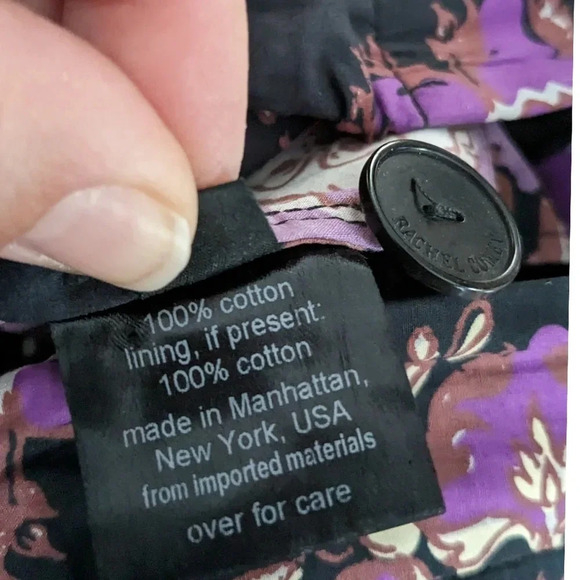 RACHEL COMEY
100% cotton
lining, if present:
100% cotton
made in Manhattan,
New York, USA
from imported materials
over for care